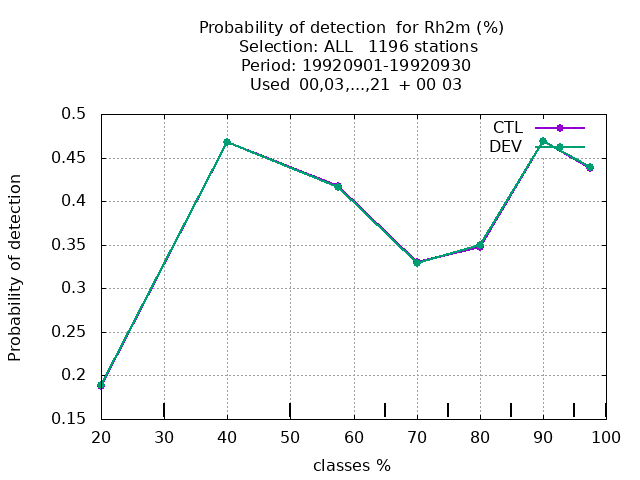 Probability of detection for Rh2m (%)
Selection: ALL 1196 stations
Period: 19920901-19920930
Used 00,03,...,21 + 00 03
CTL
DEV
Probability of detection
0.5
0.45
0.4
0.35
0.3
0.25
0.2
0.15
20 30 40 50 60 70 80 90 100
classes %